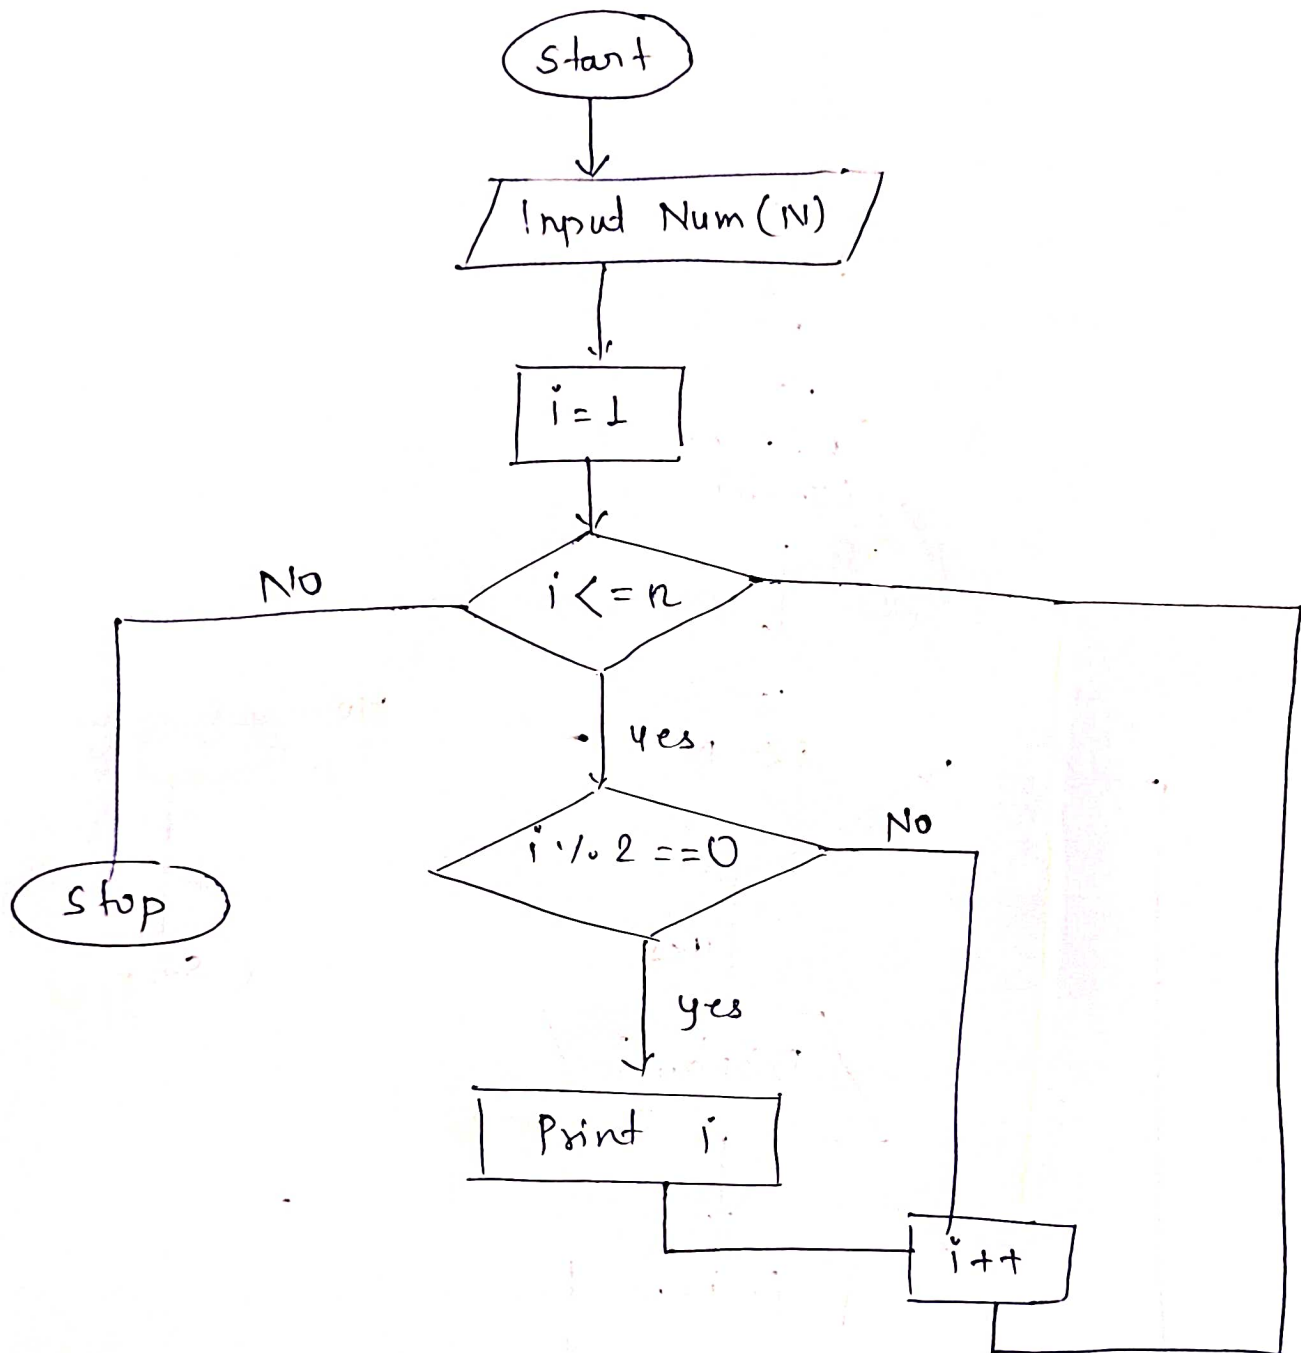 Start
Input Num (N)
i = 1
i <= n
No
yes
i % 2 == 0
No
yes
Print i
i++
Stop